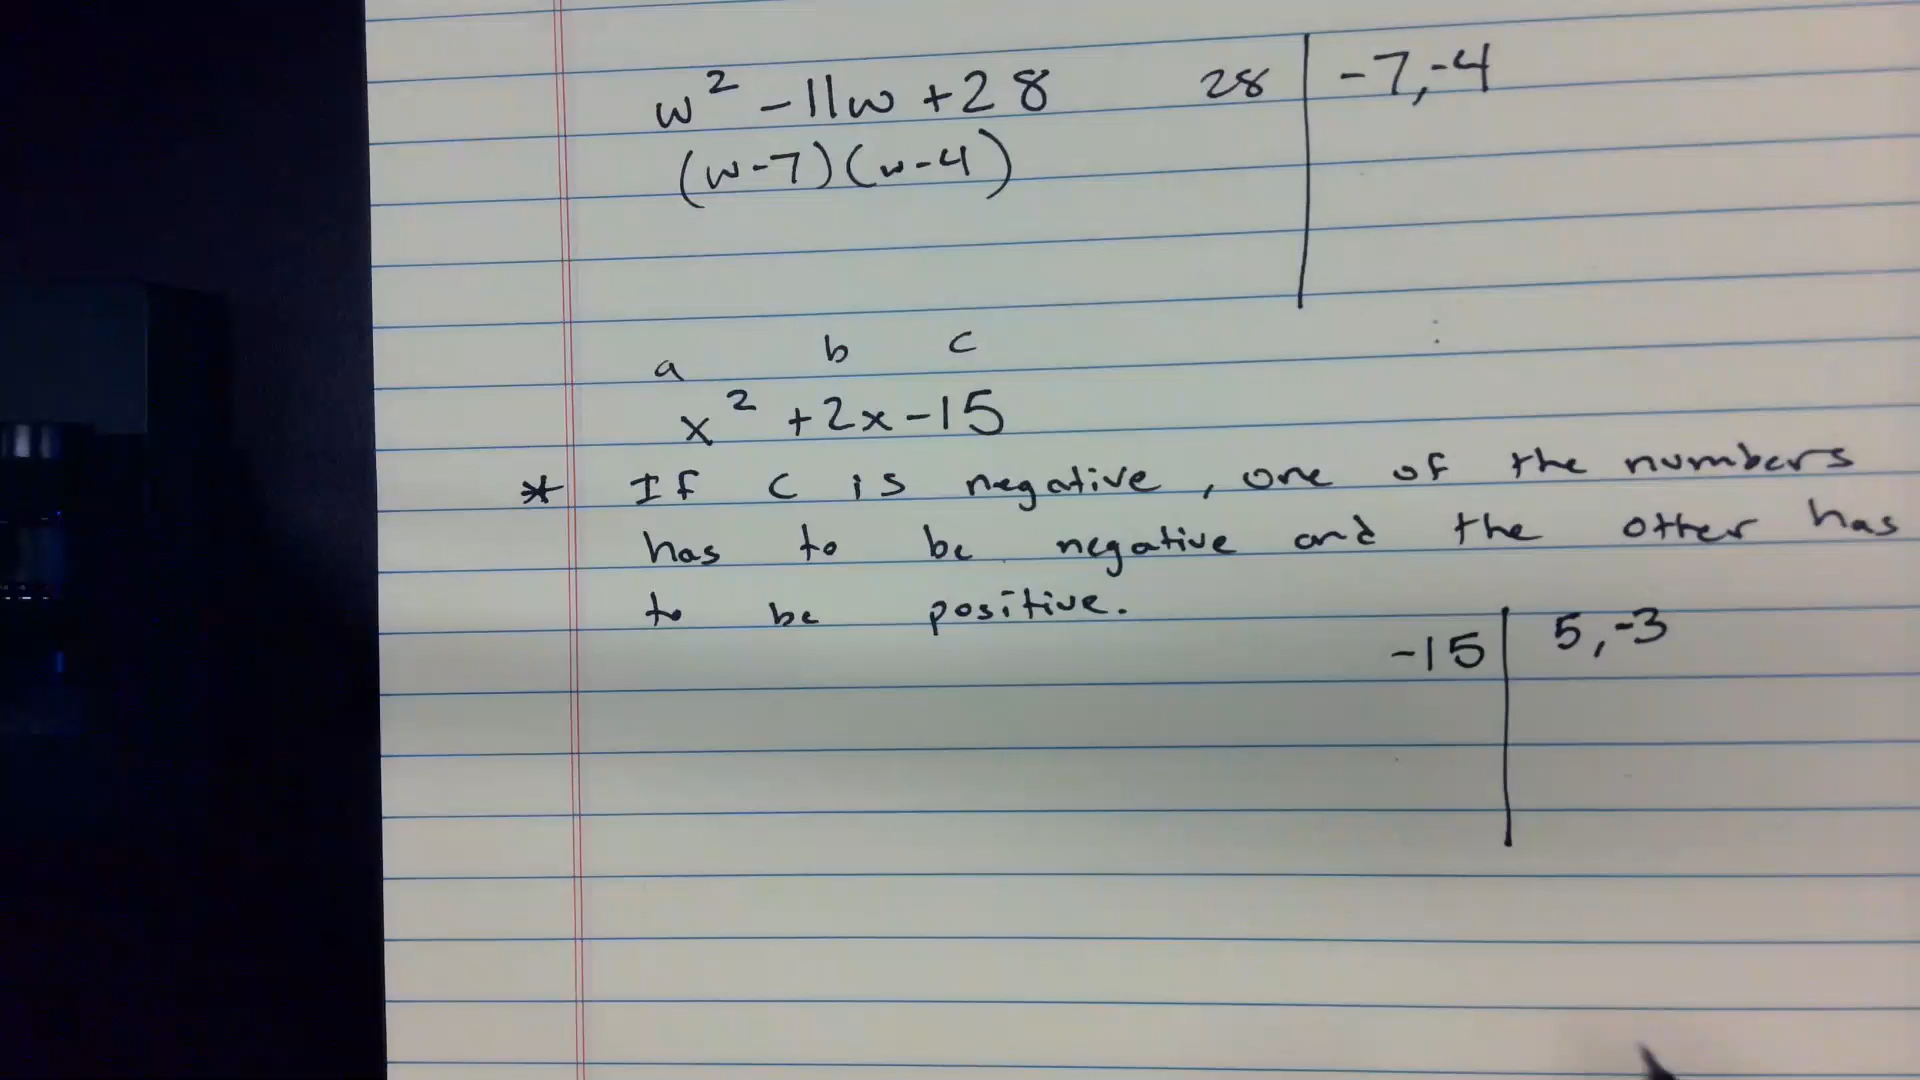 w² -11w +28 28 | -7,-4
(w-7)(w-4)
a b c
x² +2x-15
* If c is negative, one of the numbers
has to be negative and the other has
to be positive.
-15 | 5,-3